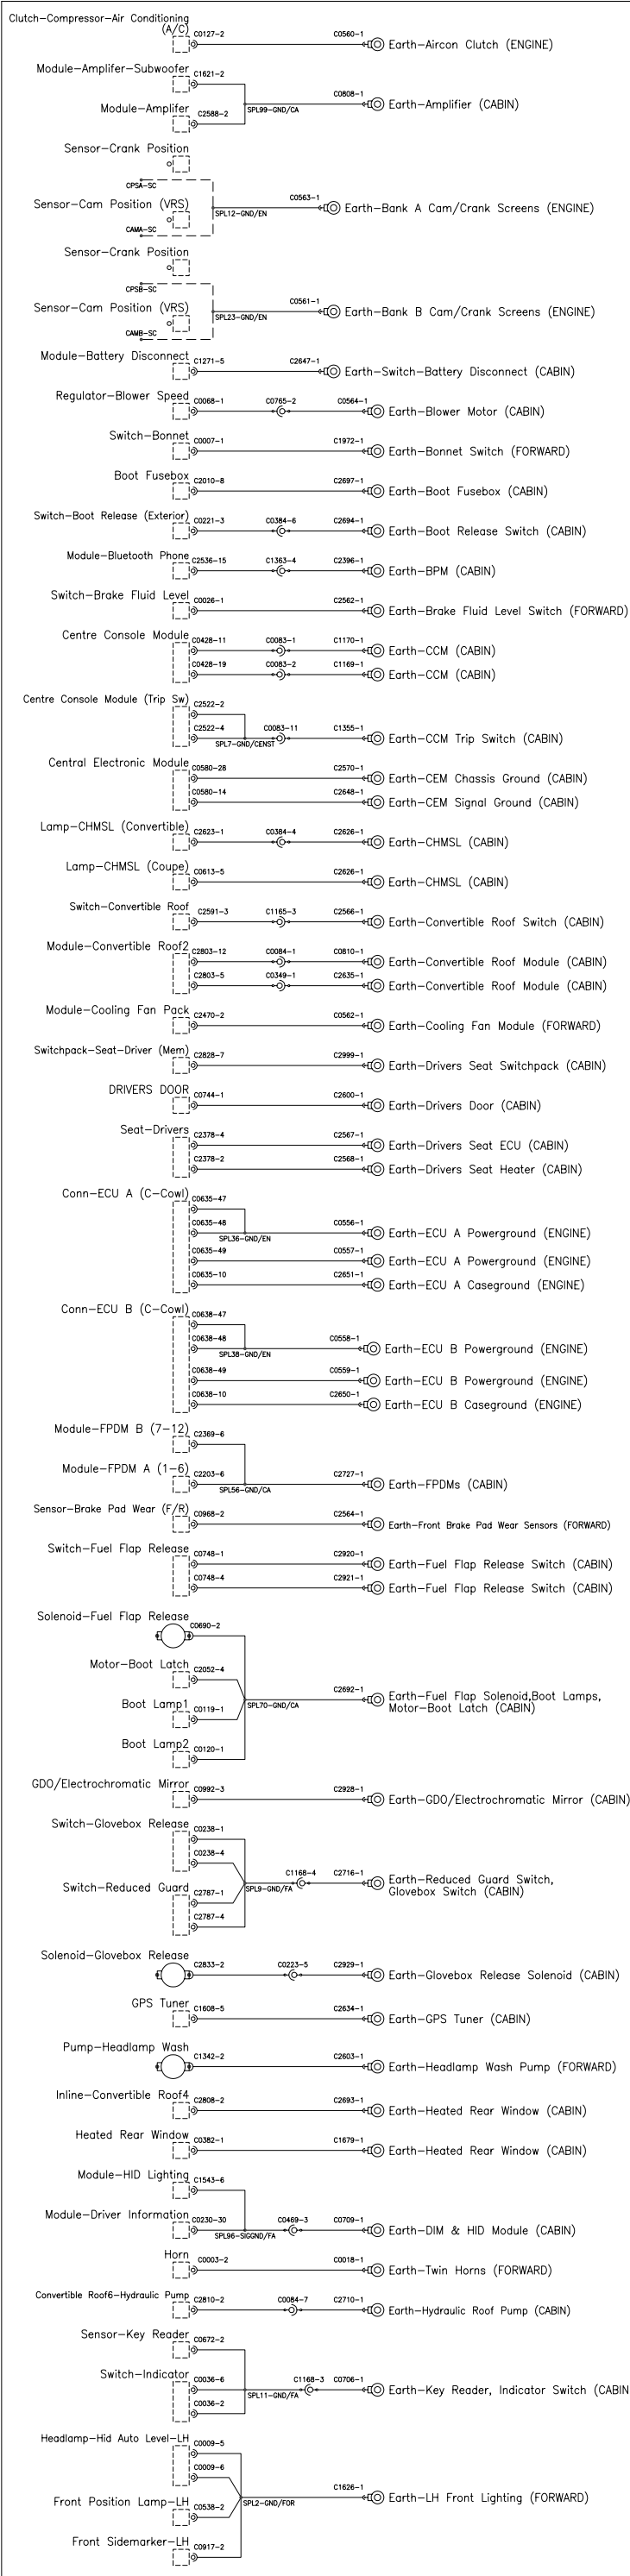 Clutch-Compressor-Air Conditioning
(A/C)
C0127-2 C0560-1
Earth-Aircon Clutch (ENGINE)
Module-Amplifer-Subwoofer
C1621-2
C0808-1
Earth-Amplifier (CABIN)
SPL99-GND/CA
Module-Amplifer
C2588-2
Sensor-Crank Position
CPSA-SC
C0563-1
Sensor-Cam Position (VRS)
Earth-Bank A Cam/Crank Screens (ENGINE)
SPL12-GND/EN
CAMA-SC
Sensor-Crank Position
CPSB-SC
C0561-1
Sensor-Cam Position (VRS)
Earth-Bank B Cam/Crank Screens (ENGINE)
SPL23-GND/EN
CAMB-SC
Module-Battery Disconnect
C1271-5 C2647-1
Earth-Switch-Battery Disconnect (CABIN)
Regulator-Blower Speed
C0068-1 C0765-2 C0564-1
Earth-Blower Motor (CABIN)
Switch-Bonnet
C0007-1 C1972-1
Earth-Bonnet Switch (FORWARD)
Boot Fusebox
C2010-8 C2697-1
Earth-Boot Fusebox (CABIN)
Switch-Boot Release (Exterior)
C0221-3 C0384-6 C2694-1
Earth-Boot Release Switch (CABIN)
Module-Bluetooth Phone
C2536-15 C1363-4 C2396-1
Earth-BPM (CABIN)
Switch-Brake Fluid Level
C0026-1 C2562-1
Earth-Brake Fluid Level Switch (FORWARD)
Centre Console Module
C0428-11 C0083-1 C1170-1
Earth-CCM (CABIN)
C0428-19 C0083-2 C1169-1
Earth-CCM (CABIN)
Centre Console Module (Trip Sw)
C2522-2
C2522-4 C0083-11 C1355-1
SPL7-GND/CENST
Earth-CCM Trip Switch (CABIN)
Central Electronic Module
C0580-28 C2570-1
Earth-CEM Chassis Ground (CABIN)
C0580-14 C2648-1
Earth-CEM Signal Ground (CABIN)
Lamp-CHMSL (Convertible)
C2623-1 C0384-4 C2626-1
Earth-CHMSL (CABIN)
Lamp-CHMSL (Coupe)
C0613-5 C2626-1
Earth-CHMSL (CABIN)
Switch-Convertible Roof
C2591-3 C1165-3 C2566-1
Earth-Convertible Roof Switch (CABIN)
Module-Convertible Roof2
C2803-12 C0084-1 C0810-1
Earth-Convertible Roof Module (CABIN)
C2803-5 C0349-1 C2635-1
Earth-Convertible Roof Module (CABIN)
Module-Cooling Fan Pack
C2470-2 C0562-1
Earth-Cooling Fan Module (FORWARD)
Switchpack-Seat-Driver (Mem)
C2828-7 C2999-1
Earth-Drivers Seat Switchpack (CABIN)
DRIVERS DOOR
C0744-1 C2600-1
Earth-Drivers Door (CABIN)
Seat-Drivers
C2378-4 C2567-1
Earth-Drivers Seat ECU (CABIN)
C2378-2 C2568-1
Earth-Drivers Seat Heater (CABIN)
Conn-ECU A (C-Cowl)
C0635-47
C0635-48 C0556-1
SPL36-GND/EN
Earth-ECU A Powerground (ENGINE)
C0635-49 C0557-1
Earth-ECU A Powerground (ENGINE)
C0635-10 C2651-1
Earth-ECU A Caseground (ENGINE)
Conn-ECU B (C-Cowl)
C0638-47
C0638-48 C0558-1
SPL38-GND/EN
Earth-ECU B Powerground (ENGINE)
C0638-49 C0559-1
Earth-ECU B Powerground (ENGINE)
C0638-10 C2650-1
Earth-ECU B Caseground (ENGINE)
Module-FPDM B (7-12)
C2369-6
Module-FPDM A (1-6)
C2203-6 C2727-1
SPL56-GND/CA
Earth-FPDMs (CABIN)
Sensor-Brake Pad Wear (F/R)
C0968-2 C2564-1
Earth-Front Brake Pad Wear Sensors (FORWARD)
Switch-Fuel Flap Release
C0748-1 C2920-1
Earth-Fuel Flap Release Switch (CABIN)
C0748-4 C2921-1
Earth-Fuel Flap Release Switch (CABIN)
Solenoid-Fuel Flap Release
C0690-2
Motor-Boot Latch
C2052-4
C2692-1
Earth-Fuel Flap Solenoid,Boot Lamps,
Motor-Boot Latch (CABIN)
SPL70-GND/CA
Boot Lamp1
C0119-1
Boot Lamp2
C0120-1
GDO/Electrochromatic Mirror
C0992-3 C2928-1
Earth-GDO/Electrochromatic Mirror (CABIN)
Switch-Glovebox Release
C0238-1
C0238-4
C1168-4 C2716-1
SPL9-GND/FA
Earth-Reduced Guard Switch,
Glovebox Switch (CABIN)
Switch-Reduced Guard
C2787-1
C2787-4
Solenoid-Glovebox Release
C2833-2 C0223-5 C2929-1
Earth-Glovebox Release Solenoid (CABIN)
GPS Tuner
C1608-5 C2634-1
Earth-GPS Tuner (CABIN)
Pump-Headlamp Wash
C1342-2 C2603-1
Earth-Headlamp Wash Pump (FORWARD)
Inline-Convertible Roof4
C2808-2 C2693-1
Earth-Heated Rear Window (CABIN)
Heated Rear Window
C0382-1 C1679-1
Earth-Heated Rear Window (CABIN)
Module-HID Lighting
C1543-6
Module-Driver Information
C0230-30 C0469-3 C0709-1
SPL96-SIGGND/FA
Earth-DIM & HID Module (CABIN)
Horn
C0003-2 C0018-1
Earth-Twin Horns (FORWARD)
Convertible Roof6-Hydraulic Pump
C2810-2 C0084-7 C2710-1
Earth-Hydraulic Roof Pump (CABIN)
Sensor-Key Reader
C0672-2
Switch-Indicator
C0036-6 C1168-3 C0706-1
SPL11-GND/FA
Earth-Key Reader, Indicator Switch (CABIN
C0036-2
Headlamp-Hid Auto Level-LH
C0009-5
C0009-6
C1626-1
SPL2-GND/FOR
Earth-LH Front Lighting (FORWARD)
Front Position Lamp-LH
C0538-2
Front Sidemarker-LH
C0917-2